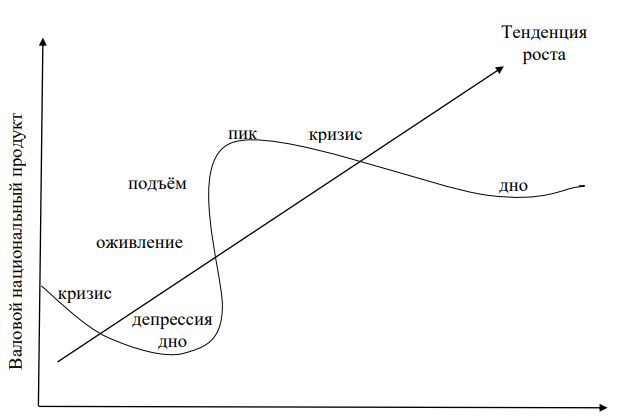 Тенденция
роста
Валовой национальный продукт
пик
кризис
подъём
дно
оживление
кризис
депрессия
дно